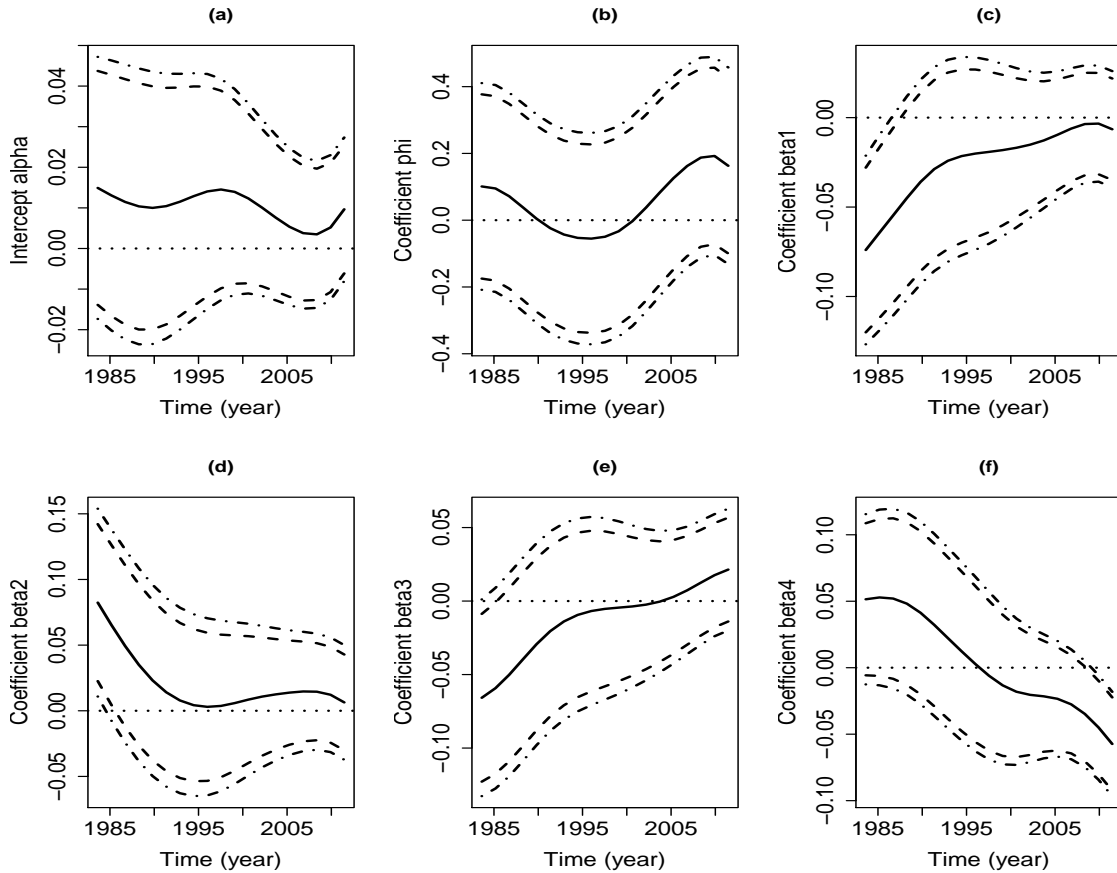 (a)
Intercept alpha
0.04
0.02
0.00
−0.02
1985 1995 2005
Time (year)
(b)
Coefficient phi
0.4
0.2
0.0
−0.2
−0.4
1985 1995 2005
Time (year)
(c)
Coefficient beta1
0.00
−0.05
−0.10
1985 1995 2005
Time (year)
(d)
Coefficient beta2
0.15
0.10
0.05
0.00
−0.05
1985 1995 2005
Time (year)
(e)
Coefficient beta3
0.05
0.00
−0.05
−0.10
1985 1995 2005
Time (year)
(f)
Coefficient beta4
0.10
0.05
0.00
−0.05
−0.10
1985 1995 2005
Time (year)